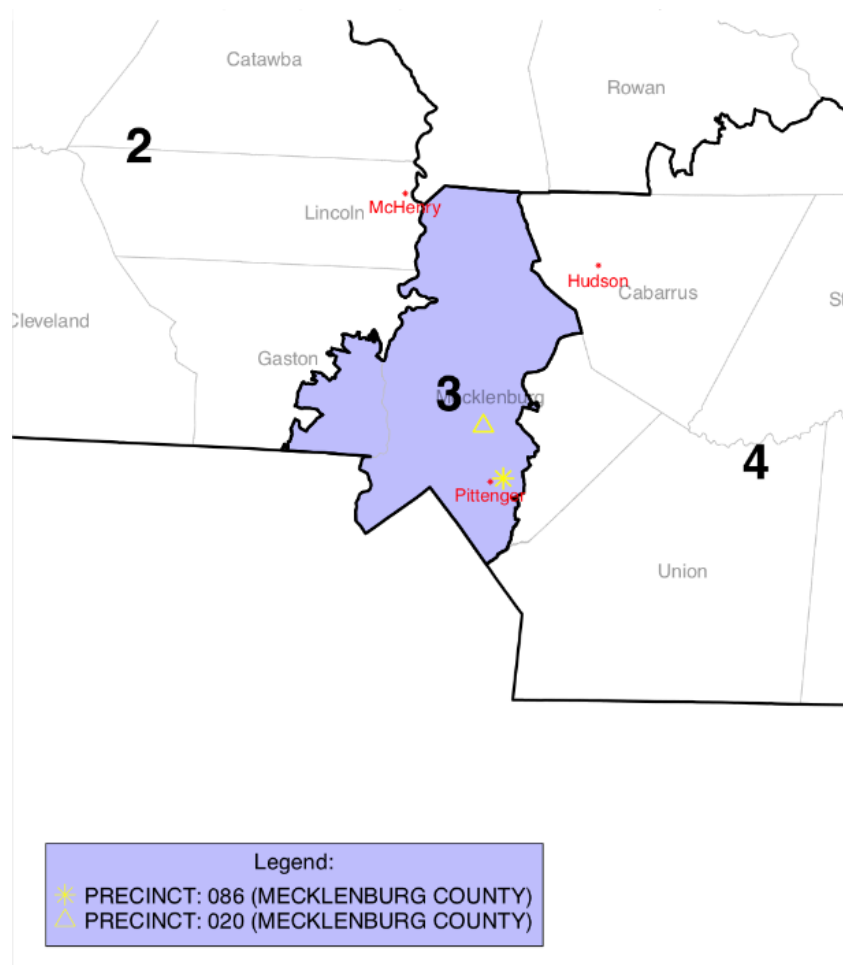 Catawba
Rowan
2
McHenry
Lincoln
Hudson
Cabarrus
St
Cleveland
Gaston
3
Mecklenburg
4
Pittenger
Union
Legend:
PRECINCT: 086 (MECKLENBURG COUNTY)
PRECINCT: 020 (MECKLENBURG COUNTY)